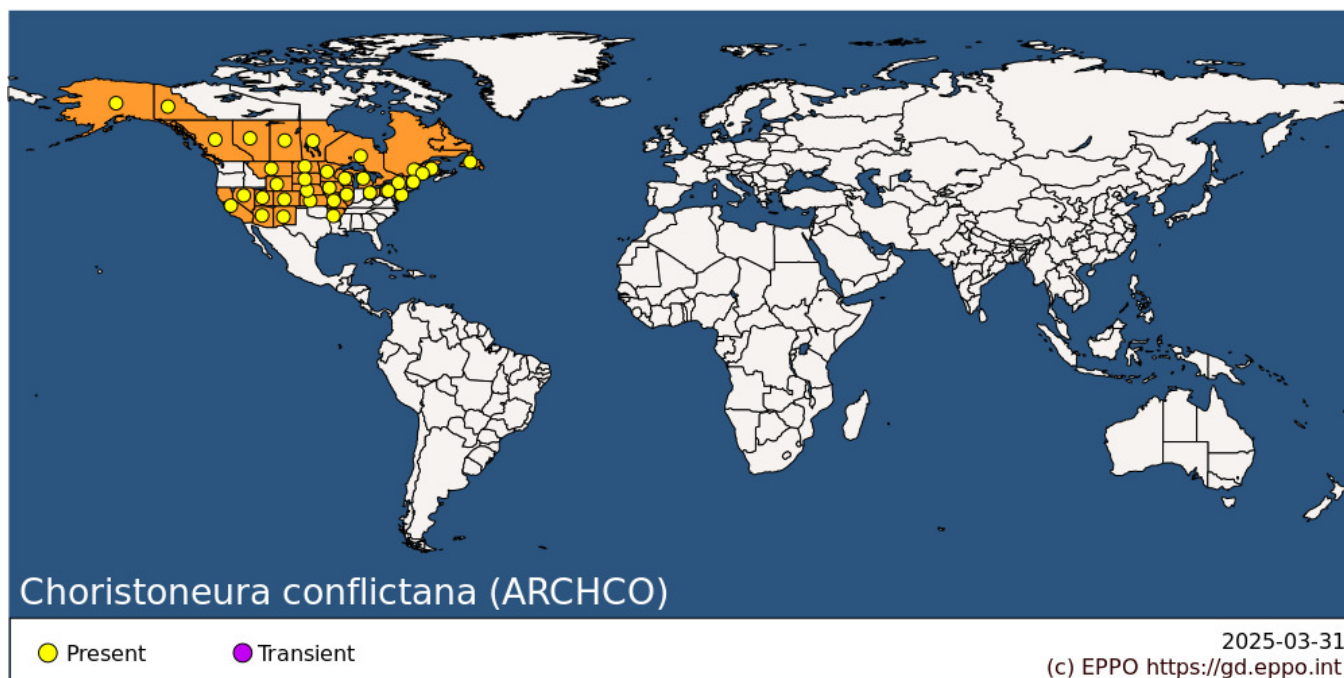 Choristoneura conflictana (ARCHCO)
Present
Transient
2025-03-31
(c) EPPO https://gd.eppo.int